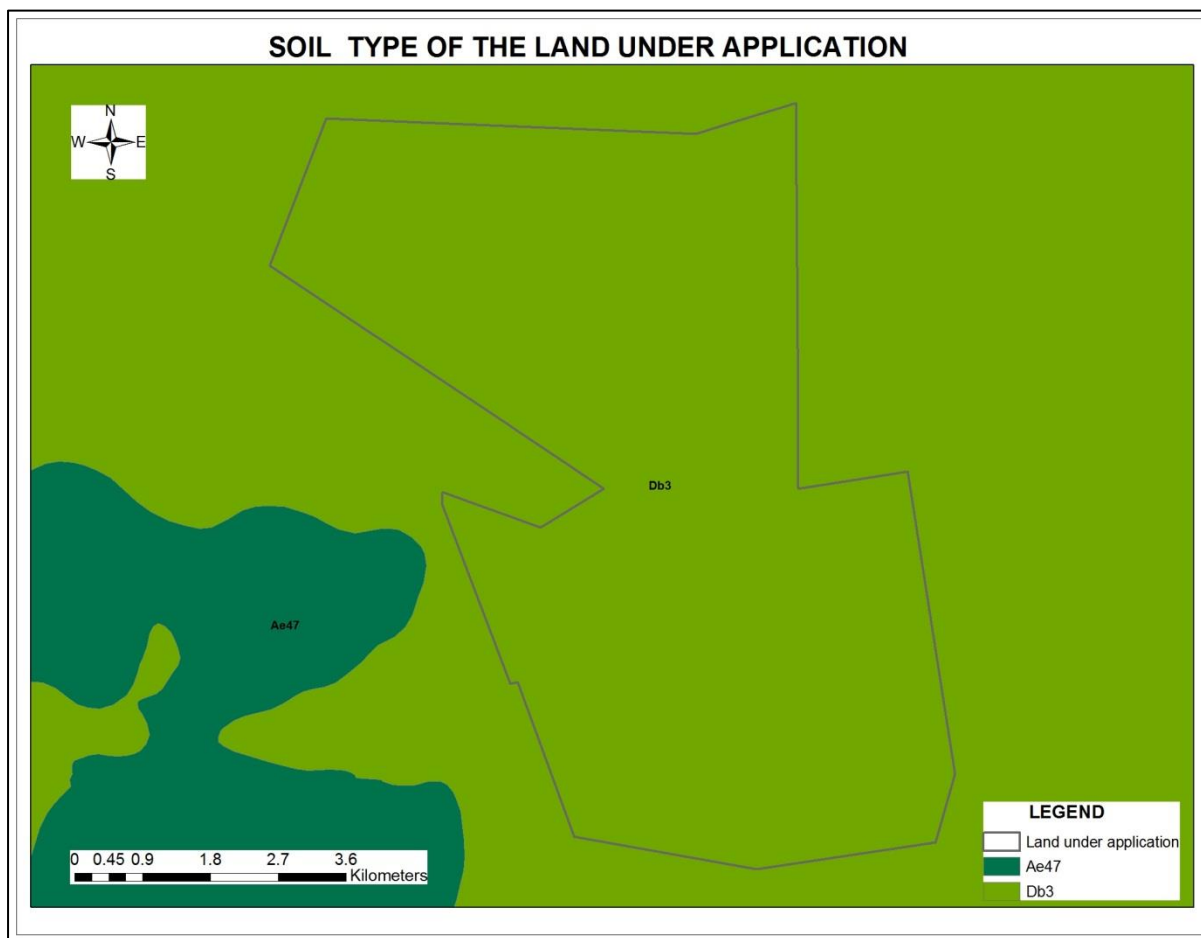 SOIL TYPE OF THE LAND UNDER APPLICATION
N
W E
S
Db3
Ae47
LEGEND
Land under application
Ae47
Db3
0 0.45 0.9 1.8 2.7 3.6
Kilometers